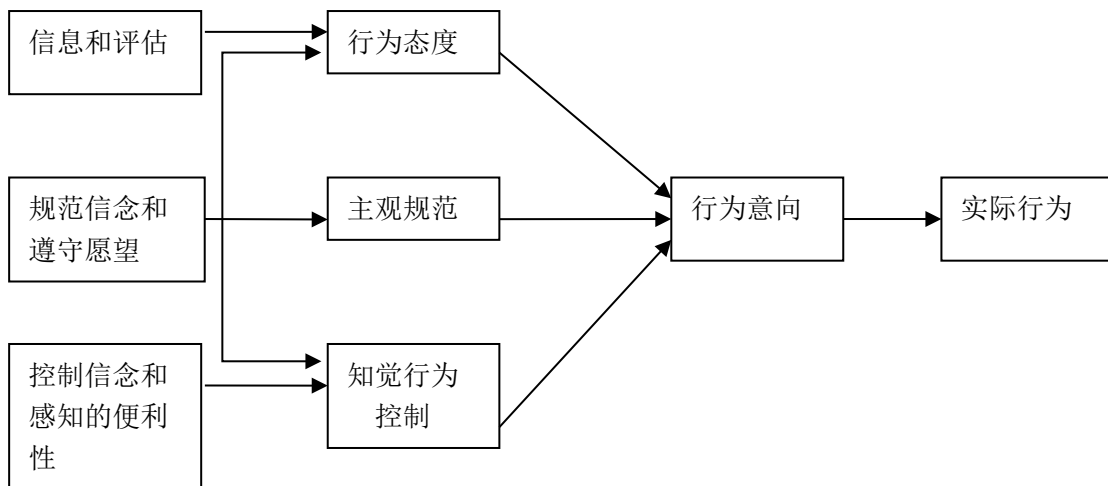 信息和评估
行为态度
规范信念和
遵守愿望
主观规范
行为意向
实际行为
控制信念和
感知的便利
性
知觉行为
控制